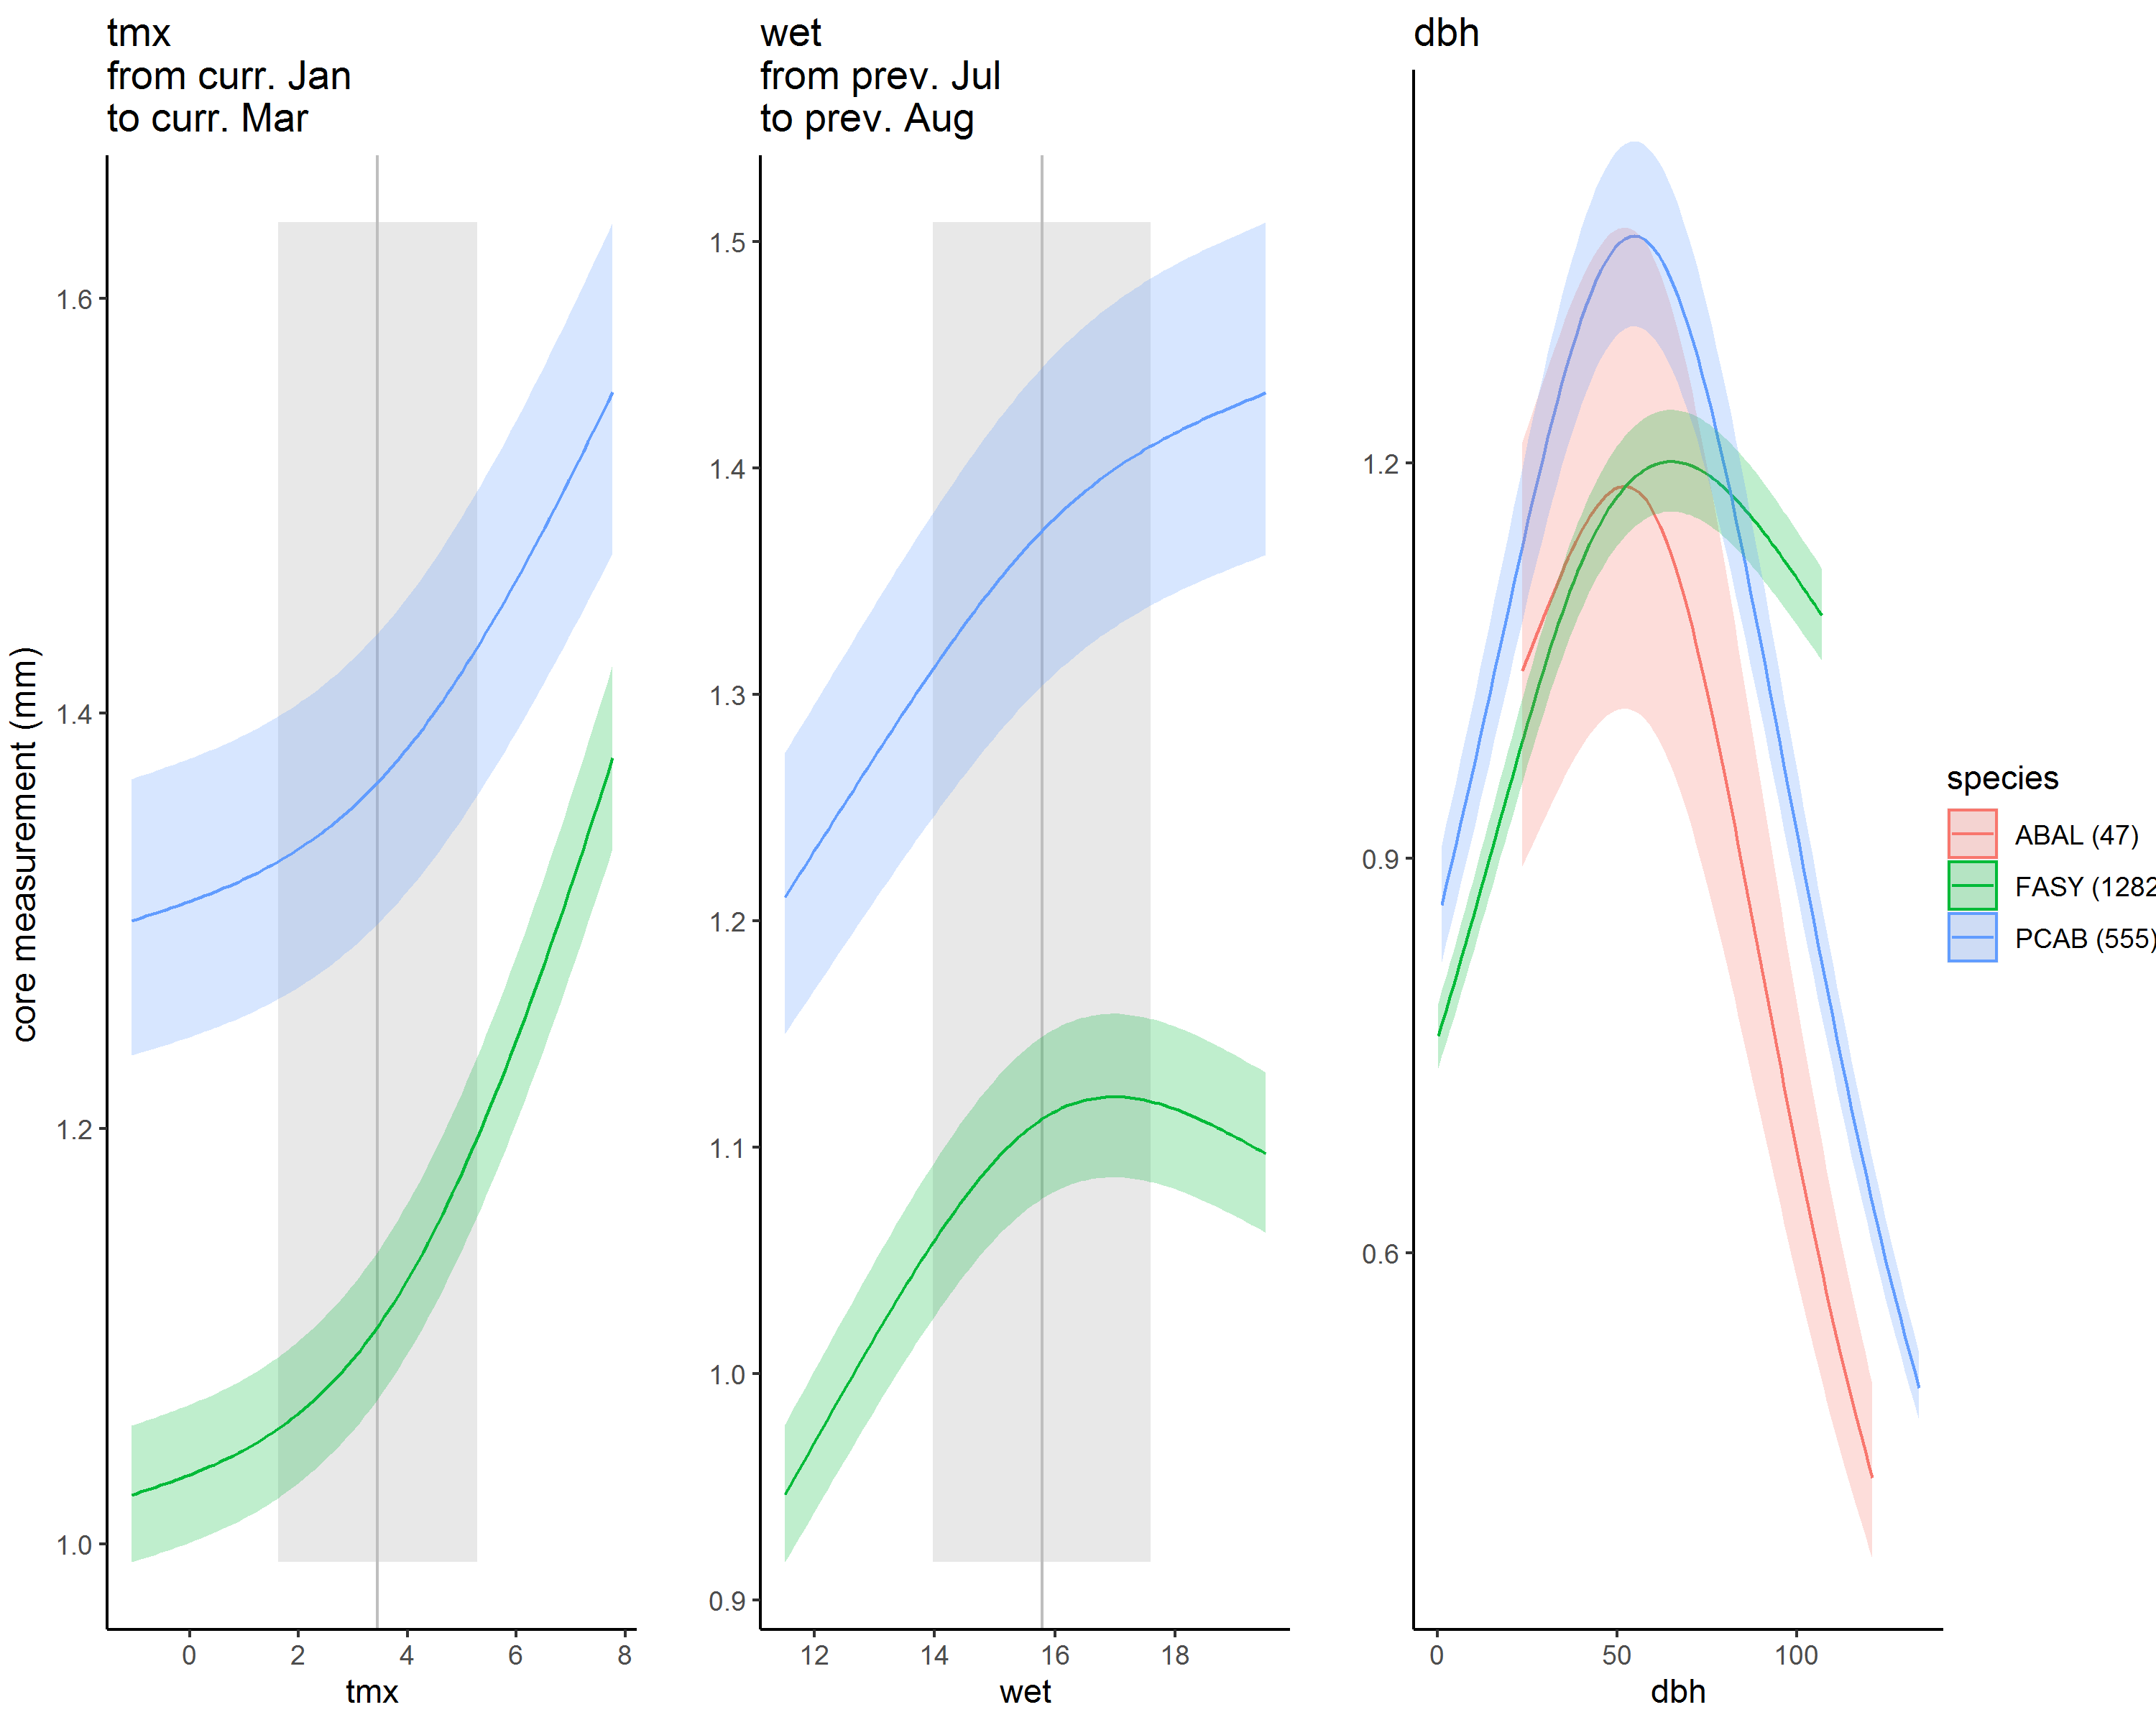 tmx
from curr. Jan
to curr. Mar
wet
from prev. Jul
to prev. Aug
dbh
core measurement (mm)
1.6
1.4
1.2
1.0
0 2 4 6 8
tmx
1.5
1.4
1.3
1.2
1.1
1.0
0.9
12 14 16 18
wet
1.2
0.9
0.6
0 50 100
dbh
species
ABAL (47)
FASY (1282
PCAB (555)